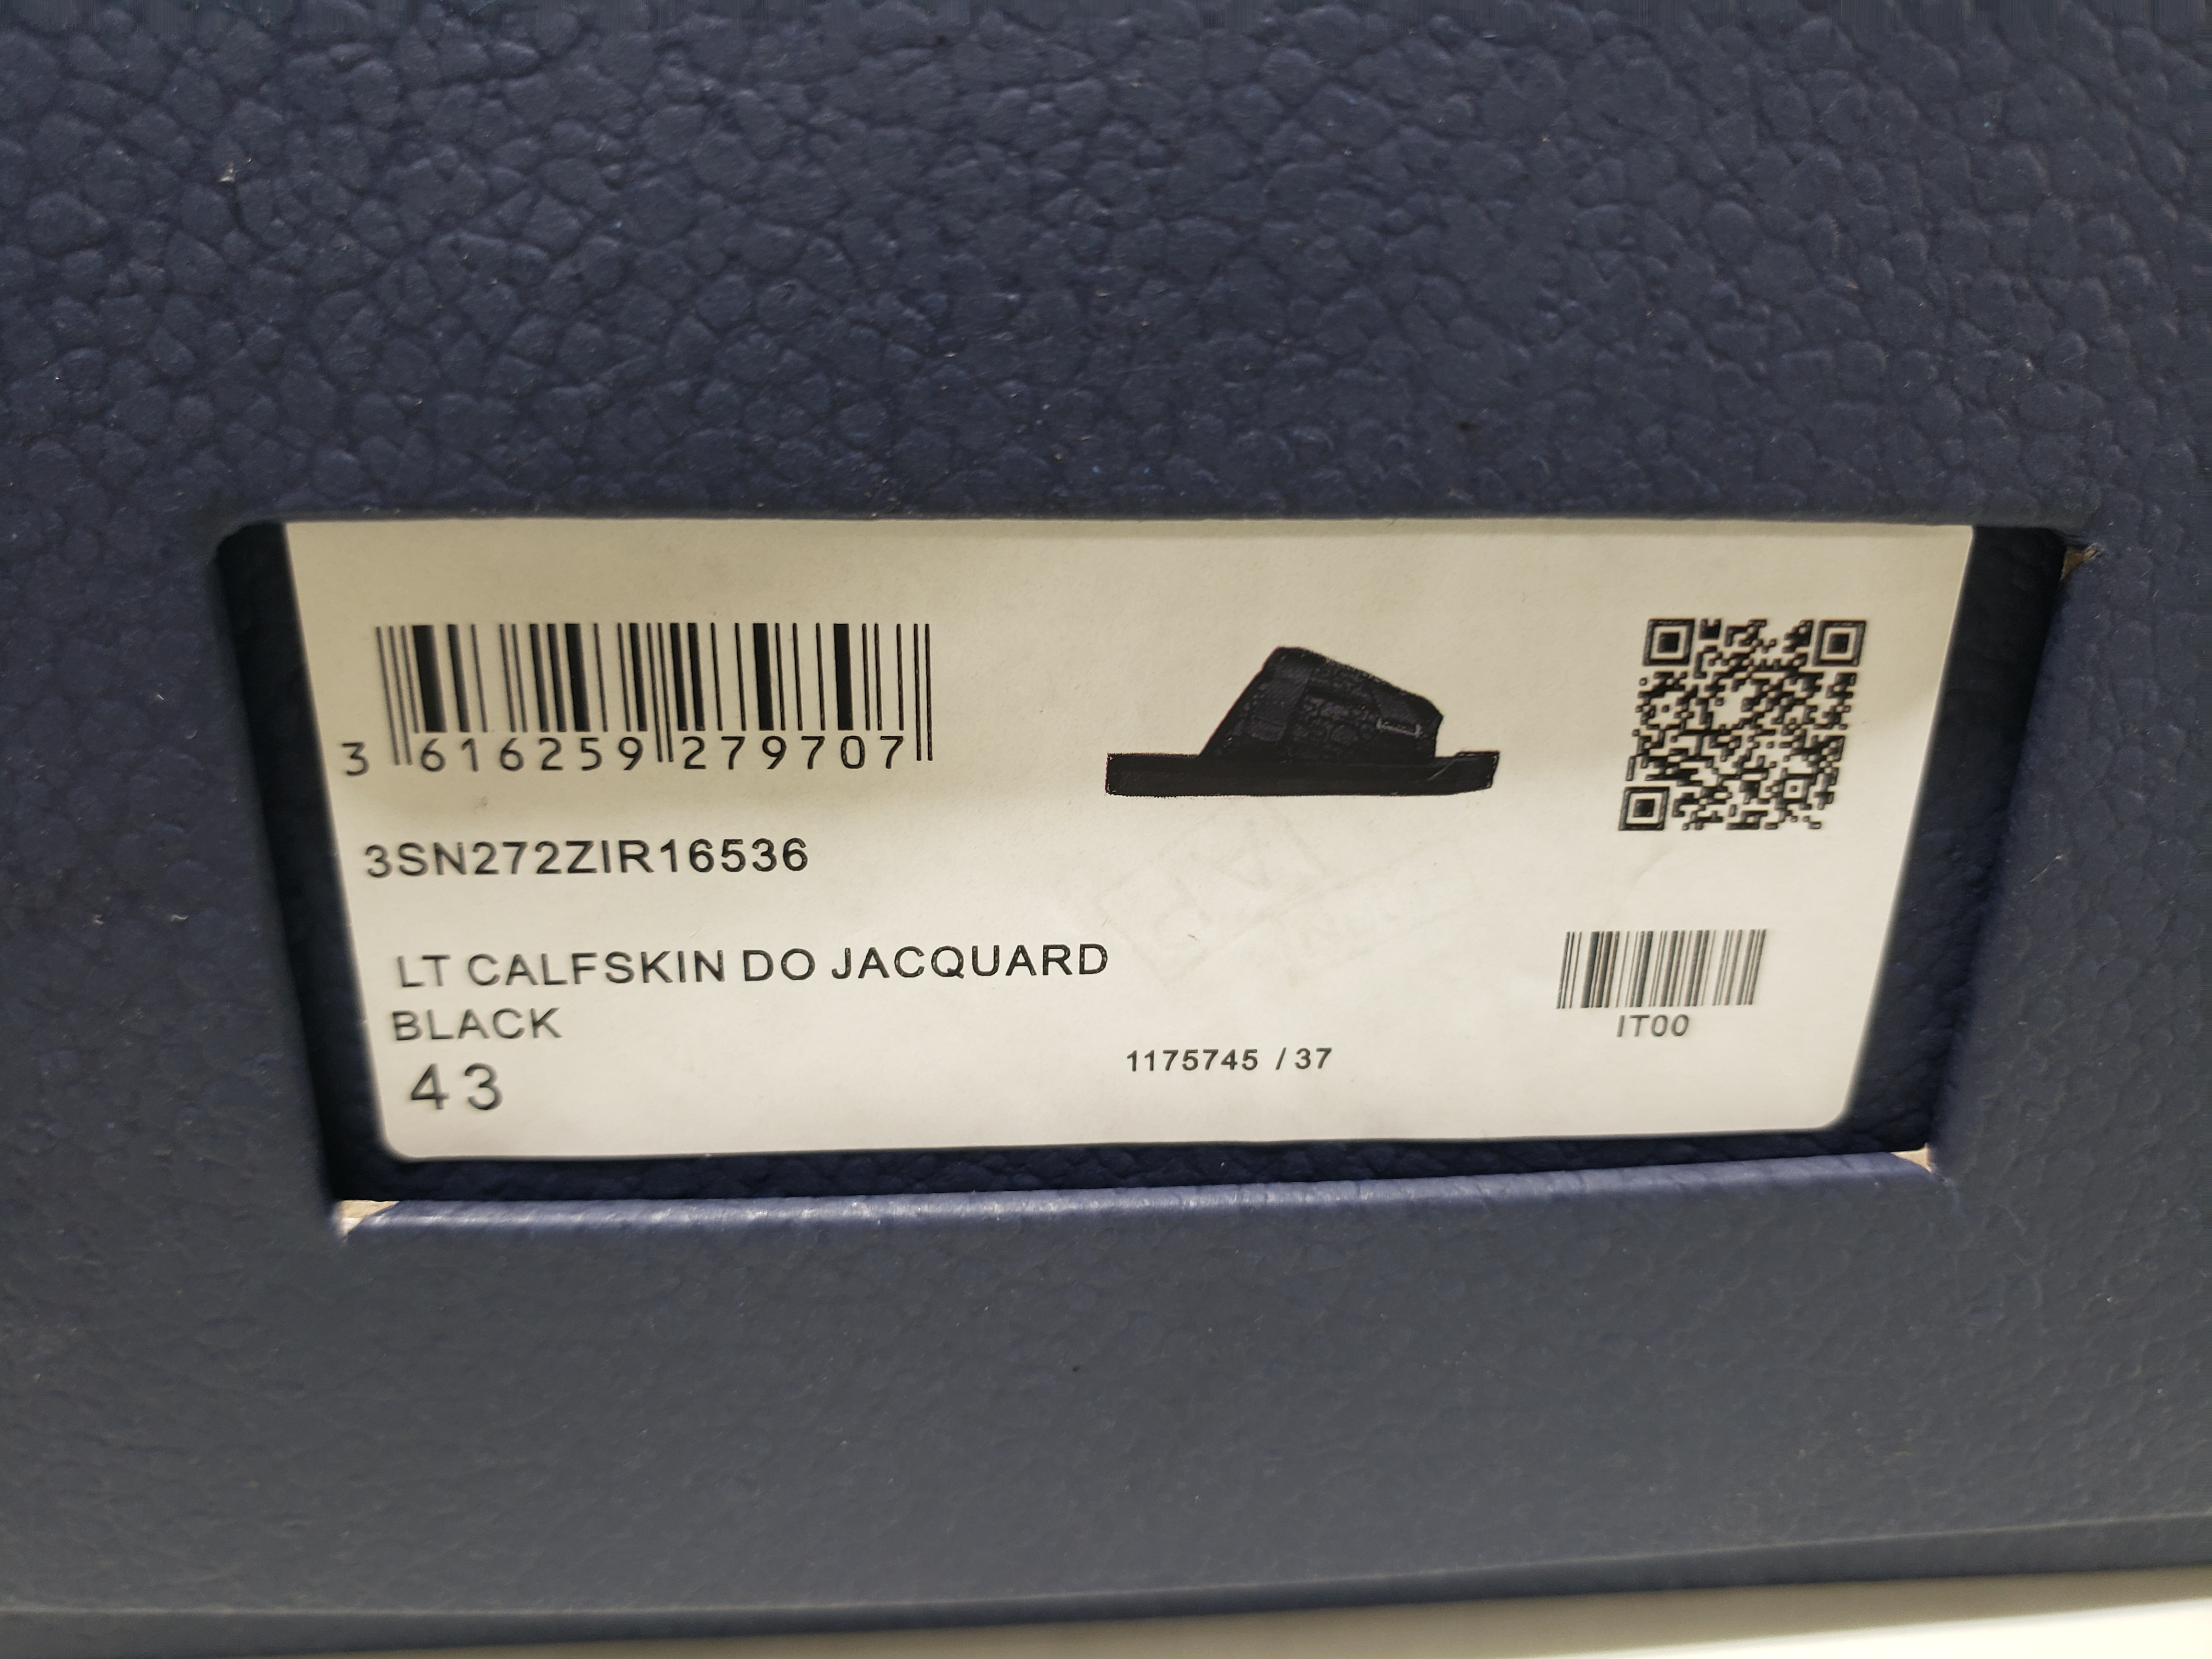 3 616259 279707
3SN272ZIR16536
LT CALFSKIN DO JACQUARD
BLACK
43
1175745 / 37
IT00